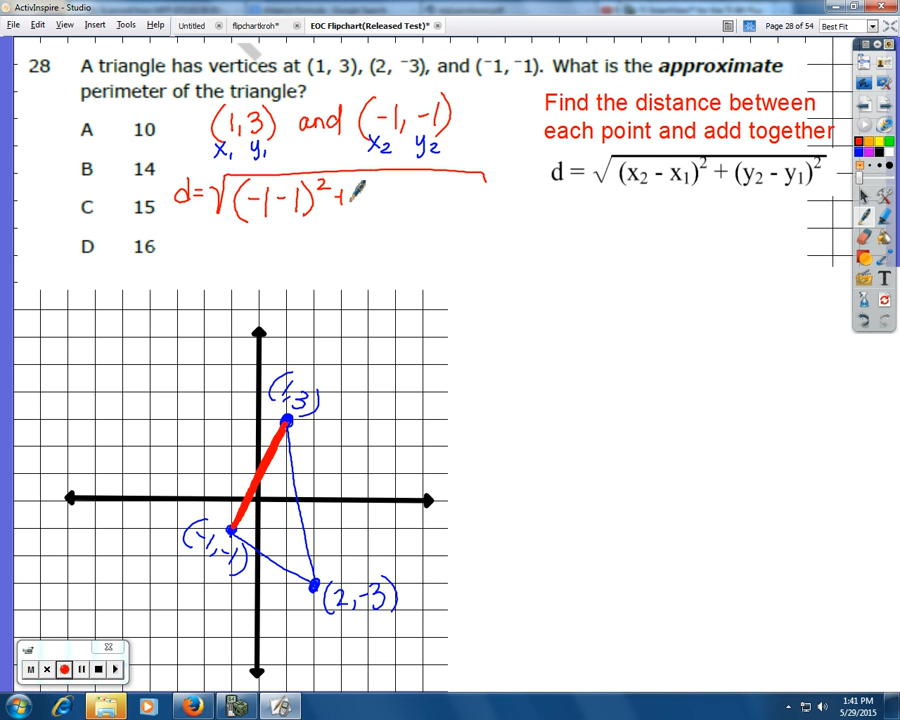 ActivInspire - Studio
File Edit View Insert Tools Help
Untitled
flipchartkroh*
EOC Flipchart(Released Test)*
Page 28 of 54
Best Fit
28 A triangle has vertices at (1, 3), (2, ⁻3), and (⁻1, ⁻1). What is the approximate
perimeter of the triangle?
A 10
B 14
C 15
D 16
(1,3) and (-1, -1)
x₁ y₁ x₂ y₂
d=√(-1-1)²+
Find the distance between
each point and add together
d = √(x₂ - x₁)² + (y₂ - y₁)²
T
(1,3)
(-1,-1)
(2,-3)
M
1:41 PM
5/29/2015